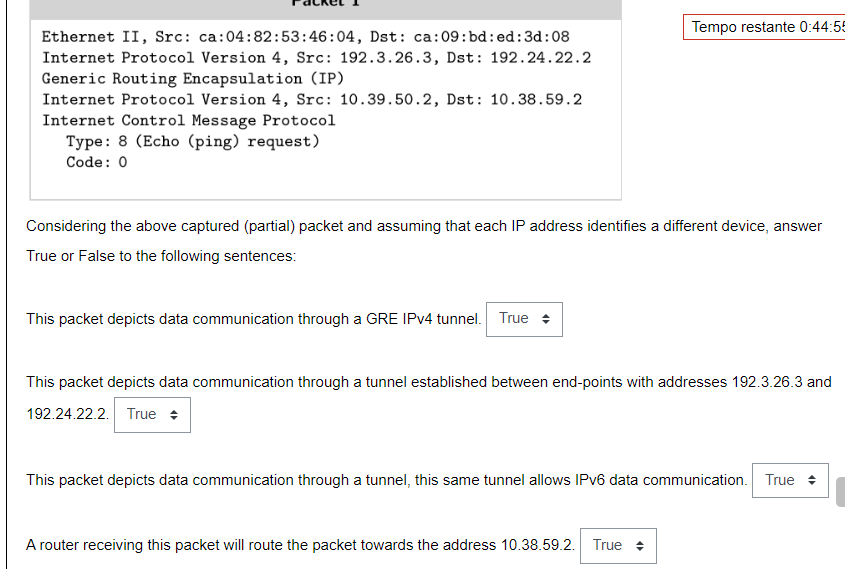 Packet 1
Ethernet II, Src: ca:04:82:53:46:04, Dst: ca:09:bd:ed:3d:08
Internet Protocol Version 4, Src: 192.3.26.3, Dst: 192.24.22.2
Generic Routing Encapsulation (IP)
Internet Protocol Version 4, Src: 10.39.50.2, Dst: 10.38.59.2
Internet Control Message Protocol
Type: 8 (Echo (ping) request)
Code: 0
Tempo restante 0:44:55
Considering the above captured (partial) packet and assuming that each IP address identifies a different device, answer
True or False to the following sentences:
This packet depicts data communication through a GRE IPv4 tunnel. True
This packet depicts data communication through a tunnel established between end-points with addresses 192.3.26.3 and
192.24.22.2. True
This packet depicts data communication through a tunnel, this same tunnel allows IPv6 data communication. True
A router receiving this packet will route the packet towards the address 10.38.59.2. True